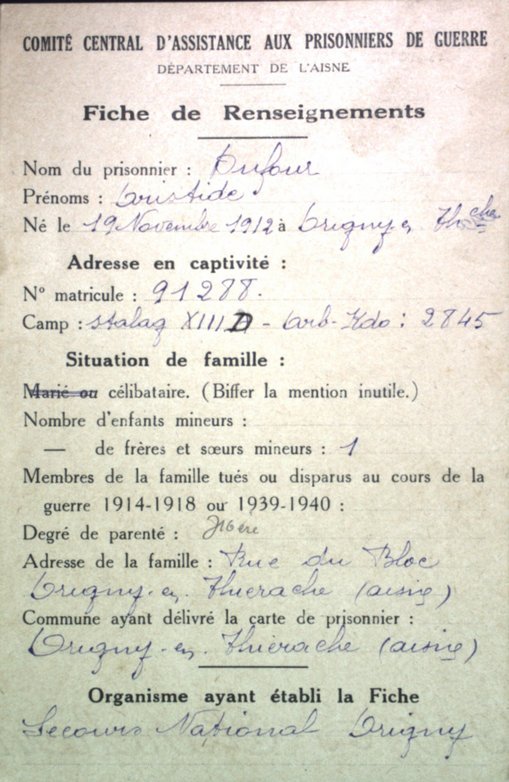 COMITÉ CENTRAL D'ASSISTANCE AUX PRISONNIERS DE GUERRE
DÉPARTEMENT DE L'AISNE
Fiche de Renseignements
Nom du prisonnier : Dufour
Prénoms : Aristide
Né le 19 Novembre 1912 à Origny en Thche
Adresse en captivité :
N° matricule : 91288.
Camp : Stalag XIII D - Arb-Kdo : 2845
Situation de famille :
Marié ou célibataire. (Biffer la mention inutile.)
Nombre d'enfants mineurs :
— de frères et sœurs mineurs : 1
Membres de la famille tués ou disparus au cours de la
guerre 1914-1918 ou 1939-1940 :
Degré de parenté :
Adresse de la famille : Rue du Bloc
Origny-en-Thiérache (Aisne)
Commune ayant délivré la carte de prisonnier :
Origny-en-Thiérache (Aisne)
Organisme ayant établi la Fiche
Secours National Origny